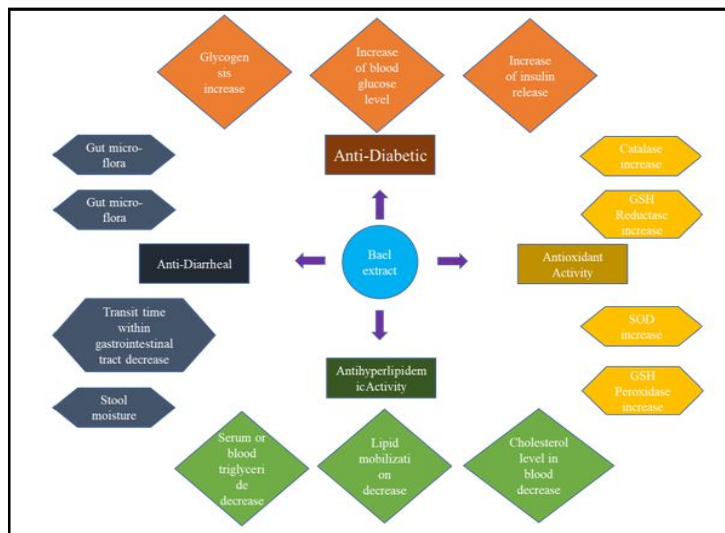 Glycogen
sis
increase
Increase
of blood
glucose
level
Increase
of insulin
release
Gut micro-
flora
Anti-Diabetic
Catalase
increase
Gut micro-
flora
GSH
Reductase
increase
Anti-Diarrheal
Bael
extract
Antioxidant
Activity
Transit time
within
gastrointestinal
tract decrease
SOD
increase
Antihyperlipidem
icActivity
Stool
moisture
GSH
Peroxidase
increase
Serum or
blood
triglyceri
de
decrease
Lipid
mobilizati
on
decrease
Cholesterol
level in
blood
decrease